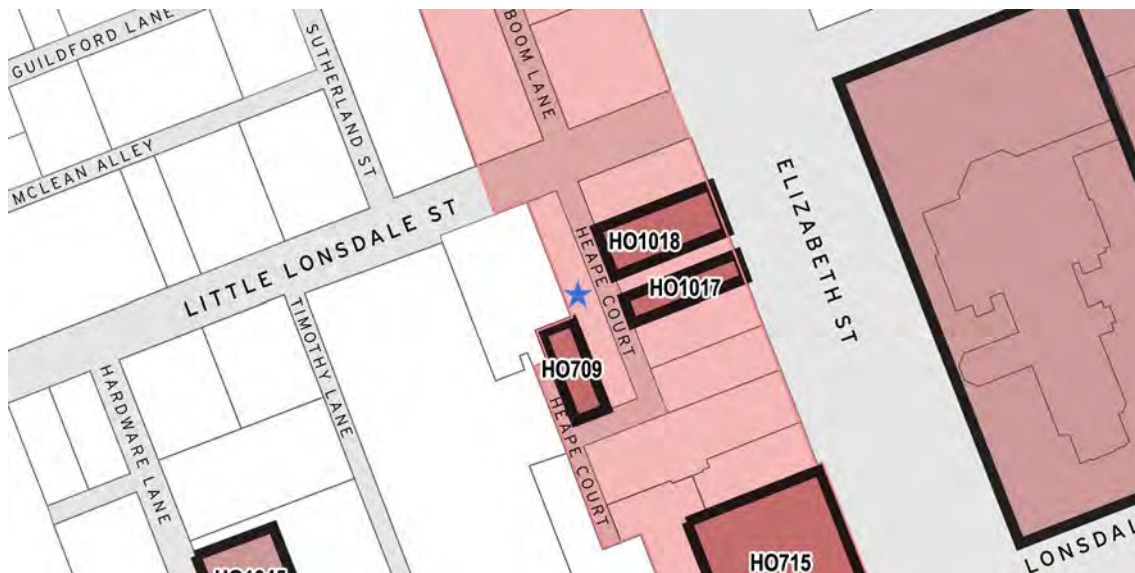 GUILDFORD LANE
SUTHERLAND ST
BOOM LANE
MCLEAN ALLEY
LITTLE LONSDALE ST
ELIZABETH ST
HEAPE COURT
HO1018
HO1017
TIMOTHY LANE
HARDWARE LANE
HO709
HEAPE COURT
HO715
LONSDAL